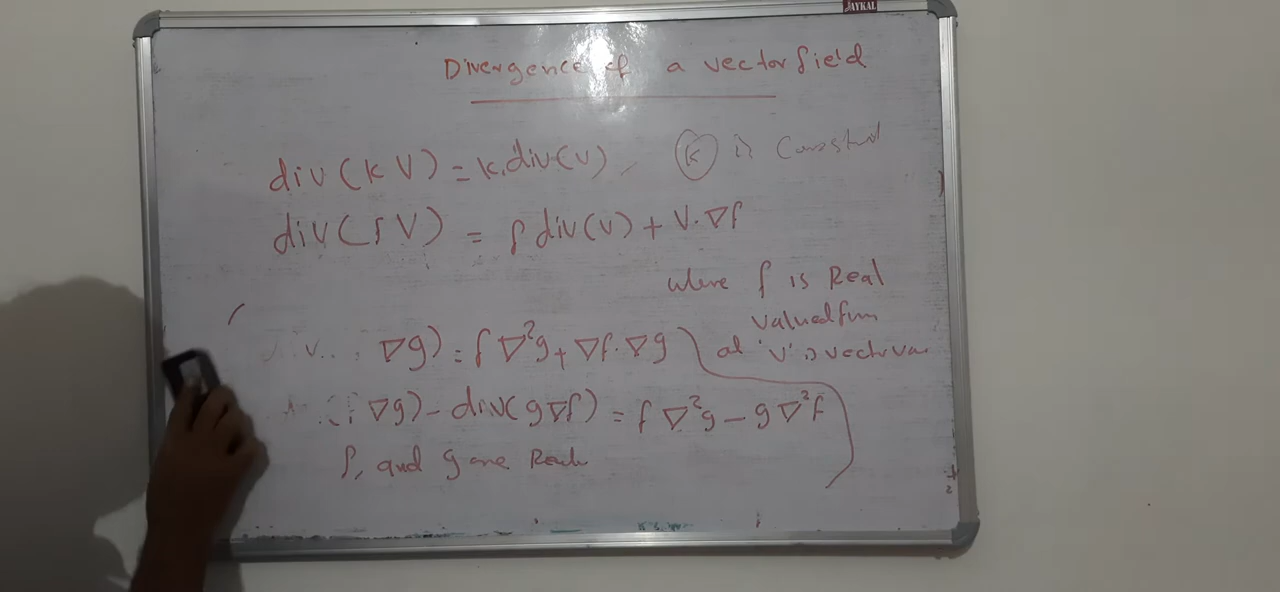 JAYKAL
Divergence of a vector field
div(kV) = k.div(V), k is Constant
div(fV) = f div(V) + V.∇f
where f is Real
valued fun
∇g) = f∇²g + ∇f.∇g
'V' is vector
∇g) - div(g∇f) = f∇²g - g∇²f
f, and g are Real